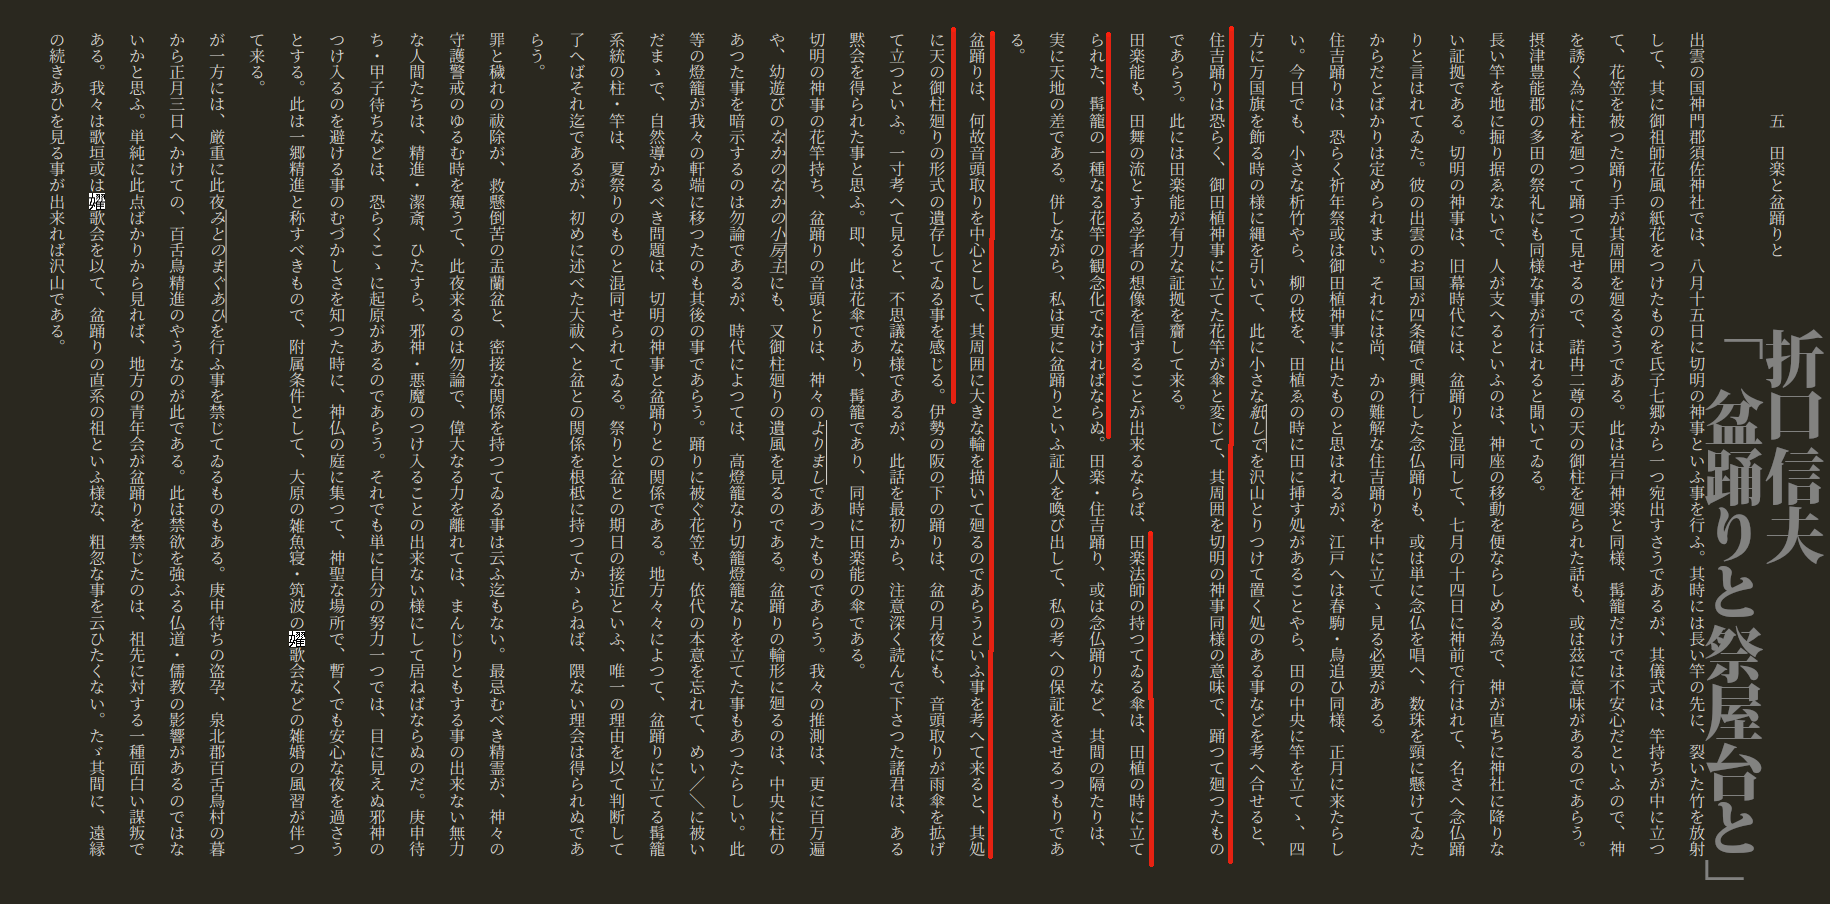 折口信夫
「盆踊りと祭屋台と」
五　田楽と盆踊りと
出雲の国神門郡須佐神社では、八月十五日に切明の神事といふ事を行ふ。其時には長い竿の先に、裂いた竹を放射
して、其に御祖師花風の紙花をつけたものを氏子七郷から一つ宛出すさうであるが、其儀式は、竿持ちが中に立つ
て、花笠を被つた踊り手が其周囲を廻るさうである。此は岩戸神楽と同様、髯籠だけでは不安心だといふので、神
を誘く為に柱を廻つて踊つて見せるので、諾冉二尊の天の御柱を廻られた話も、或は茲に意味があるのであらう。
摂津豊能郡の多田の祭礼にも同様な事が行はれると聞いてゐる。
長い竿を地に掘り据ゑないで、人が支へるといふのは、神座の移動を便ならしめる為で、神が直ちに神社に降りな
い証拠である。切明の神事は、旧幕時代には、盆踊りと混同して、七月の十四日に神前で行はれて、名さへ念仏踊
りと言はれてゐた。彼の出雲のお国が四条磧で興行した念仏踊りも、或は単に念仏を唱へ、数珠を頸に懸けてゐた
からだとばかりは定められまい。それには尚、かの難解な住吉踊りを中に立てゝ見る必要がある。
住吉踊りは、恐らく祈年祭或は御田植神事に出たものと思はれるが、江戸へは春駒・鳥追ひ同様、正月に来たらし
い。今日でも、小さな析竹やら、柳の枝を、田植ゑの時に田に挿す処があることやら、田の中央に竿を立てゝ、四
方に万国旗を飾る時の様に縄を引いて、此に小さな紙しでを沢山とりつけて置く処のある事などを考へ合せると、
住吉踊りは恐らく、御田植神事に立てた花竿が傘と変じて、其周囲を切明の神事同様の意味で、踊つて廻つたもの
であらう。此には田楽能が有力な証拠を齎して来る。
田楽能も、田舞の流とする学者の想像を信ずることが出来るならば、田楽法師の持つてゐる傘は、田植の時に立て
られた、髯籠の一種なる花竿の観念化でなければならぬ。田楽・住吉踊り、或は念仏踊りなど、其間の隔たりは、
実に天地の差である。併しながら、私は更に盆踊りといふ証人を喚び出して、私の考への保証をさせるつもりであ
る。
盆踊りは、何故音頭取りを中心として、其周囲に大きな輪を描いて廻るのであらうといふ事を考へて来ると、其処
に天の御柱廻りの形式の遺存してゐる事を感じる。伊勢の阪の下の踊りは、盆の月夜にも、音頭取りが雨傘を拡げ
て立つといふ。一寸考へて見ると、不思議な様であるが、此話を最初から、注意深く読んで下さつた諸君は、ある
黙会を得られた事と思ふ。即、此は花傘であり、髯籠であり、同時に田楽能の傘である。
切明の神事の花竿持ち、盆踊りの音頭とりは、神々のよりましであつたものであらう。我々の推測は、更に百万遍
や、幼遊びのなかのなかの小房主にも、又御柱廻りの遺風を見るのである。盆踊りの輪形に廻るのは、中央に柱の
あつた事を暗示するのは勿論であるが、時代によつては、高燈籠なり切籠燈籠なりを立てた事もあつたらしい。此
等の燈籠が我々の軒端に移つたのも其後の事であらう。踊りに被ぐ花笠も、依代の本意を忘れて、めい／＼に被い
だまゝで、自然導かるべき問題は、切明の神事と盆踊りとの関係である。地方々々によつて、盆踊りに立てる髯籠
系統の柱・竿は、夏祭りのものと混同せられてゐる。祭りと盆との期日の接近といふ、唯一の理由を以て判断して
了へばそれ迄であるが、初めに述べた大祓へと盆との関係を根柢に持つてかゝらねば、隈ない理会は得られぬであ
らう。
罪と穢れの祓除が、救懸倒苦の盂蘭盆と、密接な関係を持つてゐる事は云ふ迄もない。最忌むべき精霊が、神々の
守護警戒のゆるむ時を窺うて、此夜来るのは勿論で、偉大なる力を離れては、まんじりともする事の出来ない無力
な人間たちは、精進・潔斎、ひたすら、邪神・悪魔のつけ入ることの出来ない様にして居ねばならぬのだ。庚申待
ち・甲子待ちなどは、恐らくこゝに起原があるのであらう。それでも単に自分の努力一つでは、目に見えぬ邪神の
つけ入るのを避ける事のむづかしさを知つた時に、神仏の庭に集つて、神聖な場所で、暫くでも安心な夜を過さう
とする。此は一郷精進と称すべきもので、附属条件として、大原の雑魚寝・筑波の嬥歌会などの雑婚の風習が伴つ
て来る。
が一方には、厳重に此夜みとのまぐあひを行ふ事を禁じてゐるものもある。庚申待ちの盗孕、泉北郡百舌鳥村の暮
から正月三日へかけての、百舌鳥精進のやうなのが此である。此は禁欲を強ふる仏道・儒教の影響があるのではな
いかと思ふ。単純に此点ばかりから見れば、地方の青年会が盆踊りを禁じたのは、祖先に対する一種面白い謀叛で
ある。我々は歌垣或は嬥歌会を以て、盆踊りの直系の祖といふ様な、粗忽な事を云ひたくない。たゞ其間に、遠縁
の続きあひを見る事が出来れば沢山である。